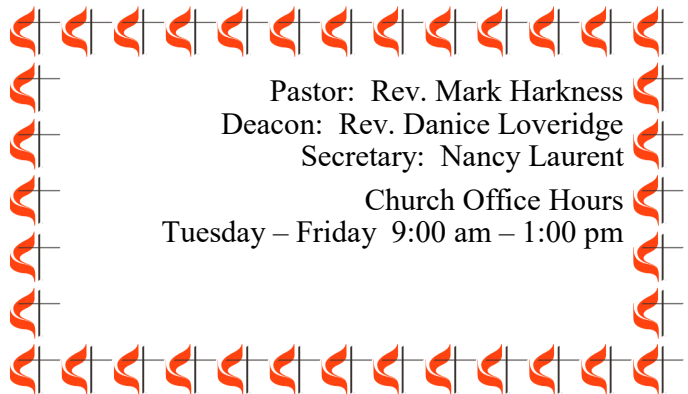 Pastor:  Rev. Mark Harkness
Deacon:  Rev. Danice Loveridge
Secretary:  Nancy Laurent
Church Office Hours
Tuesday – Friday  9:00 am – 1:00 pm